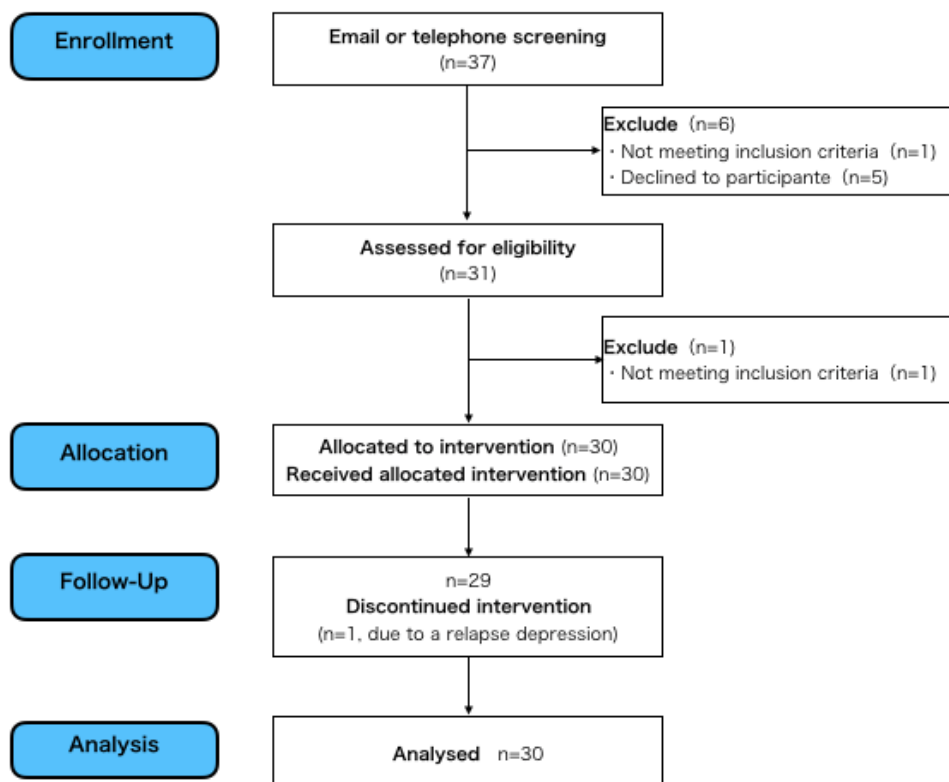 Enrollment
Email or telephone screening
(n=37)
Exclude（n=6)
・Not meeting inclusion criteria（n=1)
・Declined to participante（n=5)
Assessed for eligibility
(n=31)
Exclude（n=1)
・Not meeting inclusion criteria（n=1)
Allocation
Allocated to intervention (n=30)
Received allocated intervention (n=30)
Follow-Up
n=29
Discontinued intervention
(n=1, due to a relapse depression)
Analysis
Analysed n=30